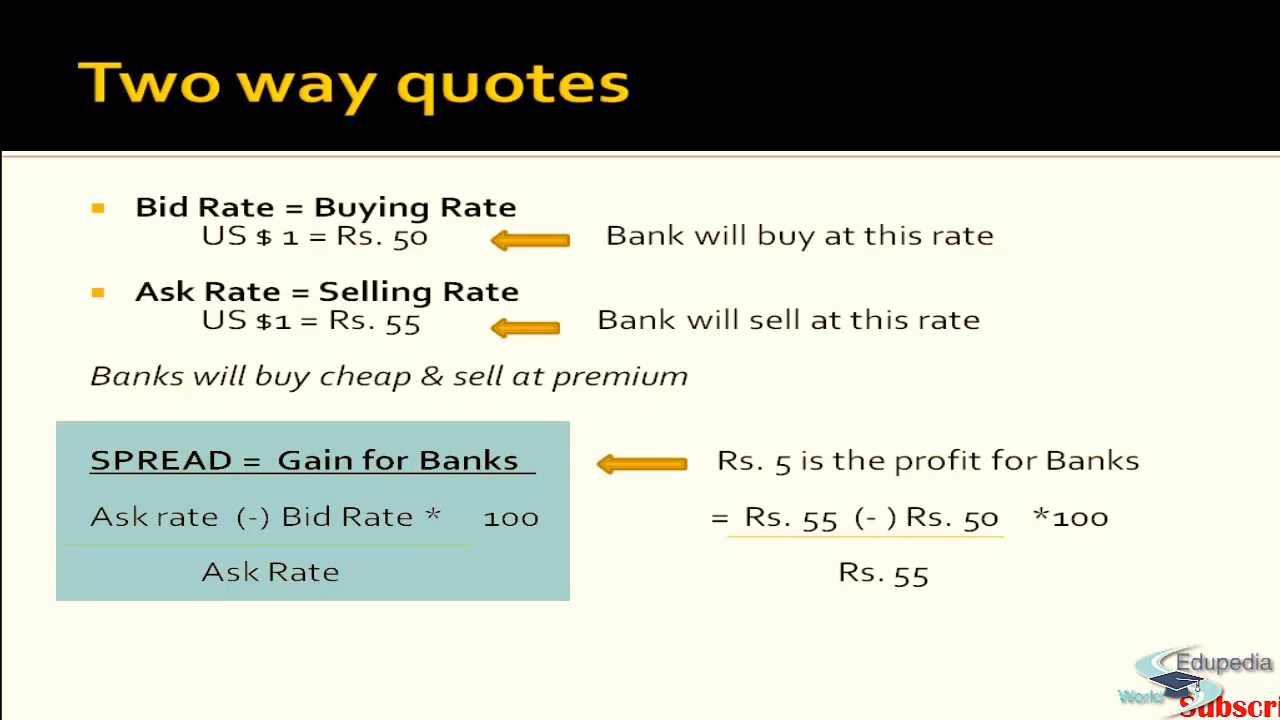 Two way quotes
Bid Rate = Buying Rate
US $ 1 = Rs. 50 Bank will buy at this rate
Ask Rate = Selling Rate
US $1 = Rs. 55 Bank will sell at this rate
Banks will buy cheap & sell at premium
SPREAD = Gain for Banks Rs. 5 is the profit for Banks
Ask rate (-) Bid Rate * 100 = Rs. 55 (- ) Rs. 50 *100
Ask Rate Rs. 55
Edupedia
World
Subscri